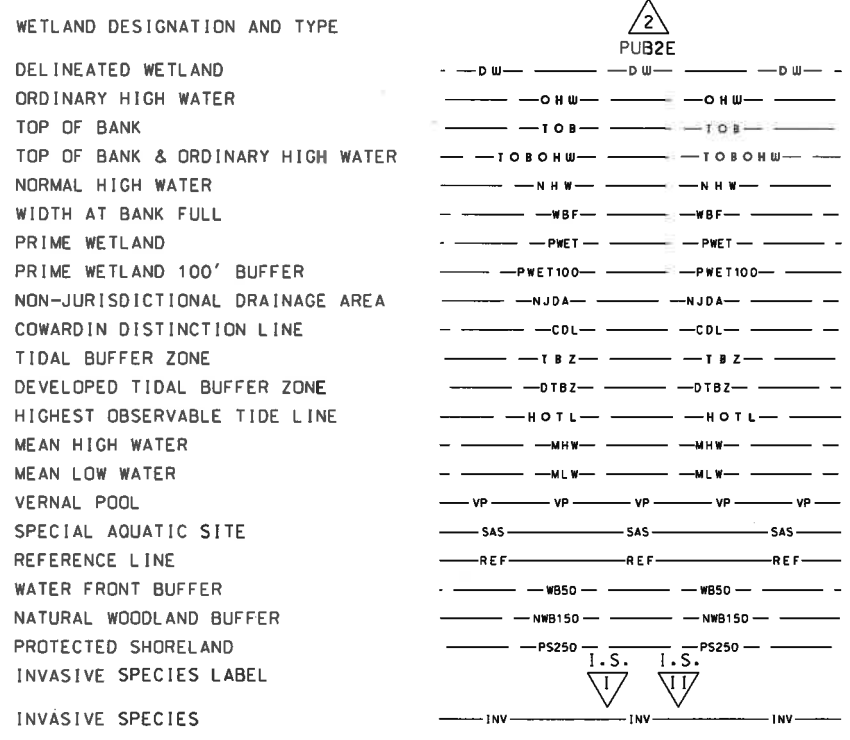 WETLAND DESIGNATION AND TYPE 2
PUB2E
DELINEATED WETLAND DW DW DW
ORDINARY HIGH WATER OHW OHW
TOP OF BANK TOB TOB
TOP OF BANK & ORDINARY HIGH WATER TOBOHW TOBOHW
NORMAL HIGH WATER NHW NHW
WIDTH AT BANK FULL WBF WBF
PRIME WETLAND PWET PWET
PRIME WETLAND 100' BUFFER PWET100 PWET100
NON-JURISDICTIONAL DRAINAGE AREA NJDA NJDA
COWARDIN DISTINCTION LINE CDL CDL
TIDAL BUFFER ZONE TBZ TBZ
DEVELOPED TIDAL BUFFER ZONE DTBZ DTBZ
HIGHEST OBSERVABLE TIDE LINE HOTL HOTL
MEAN HIGH WATER MHW MHW
MEAN LOW WATER MLW MLW
VERNAL POOL VP VP VP VP VP
SPECIAL AQUATIC SITE SAS SAS SAS
REFERENCE LINE REF REF REF
WATER FRONT BUFFER WB50 WB50
NATURAL WOODLAND BUFFER NWB150 NWB150
PROTECTED SHORELAND PS250 PS250
I.S. I.S.
INVASIVE SPECIES LABEL I II
INVASIVE SPECIES INV INV INV